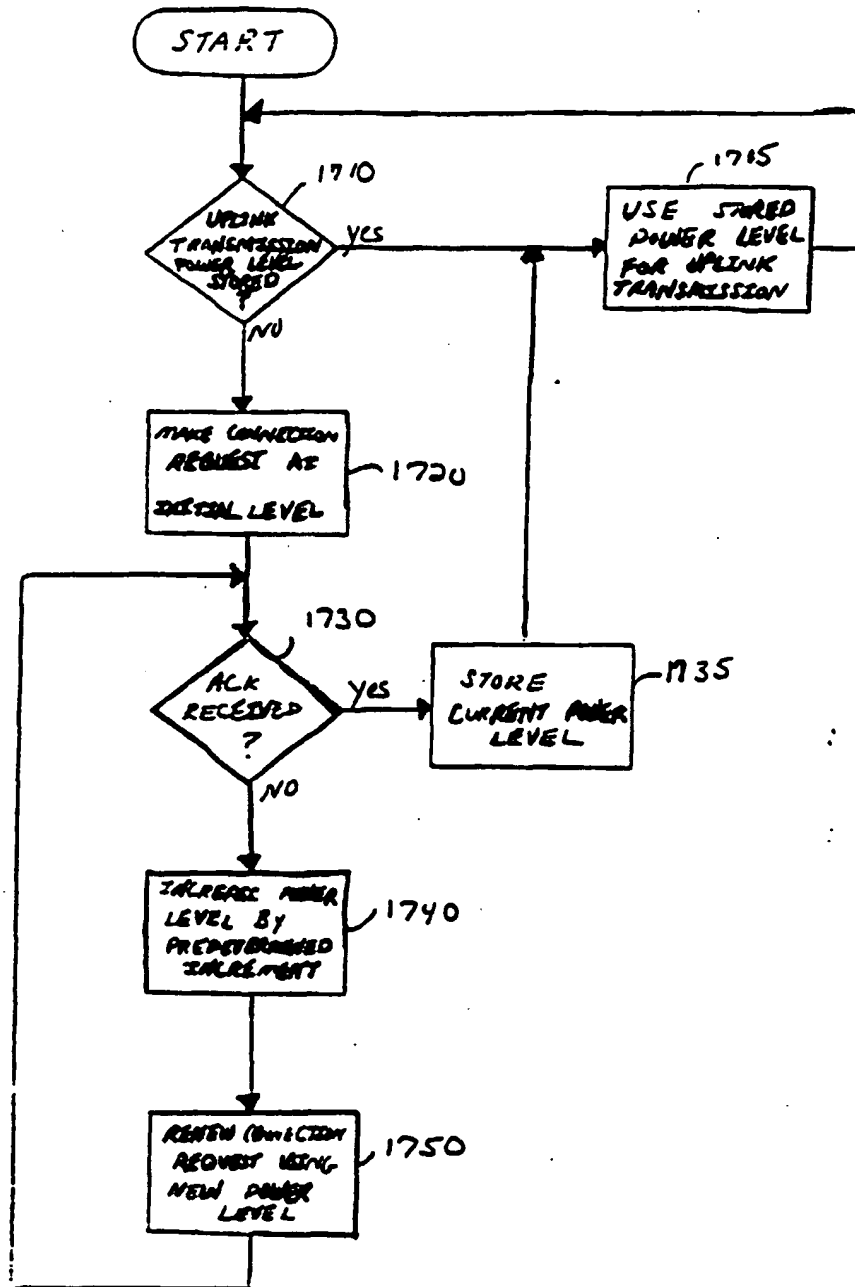 START
1710
UPLINK
TRANSMISSION
POWER LEVEL
STORED
?
yes
NO
1715
USE STORED
POWER LEVEL
FOR UPLINK
TRANSMISSION
MAKE CONNECTION
REQUEST AT
INITIAL LEVEL
1720
1730
ACK
RECEIVED
?
yes
NO
STORE
CURRENT POWER
LEVEL
1735
INCREASE POWER
LEVEL BY
PREDETERMINED
INCREMENT
1740
RENEW CONNECTION
REQUEST USING
NEW POWER
LEVEL
1750